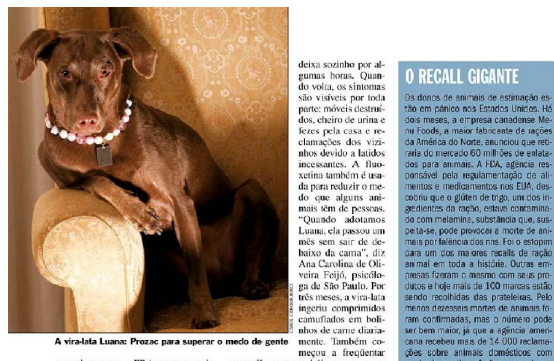 A vira-lata Luana: Prozac para superar o medo de gente
deixa sozinho por al-
gumas horas. Quan-
do volta, os sintomas
são visíveis por toda
parte: móveis destruí-
dos, cheiro de urina e
fezes pela casa e re-
clamações dos vizi-
nhos devido a latidos
incessantes. A fluo-
xetina também é usa-
da para reduzir o me-
do que alguns ani-
mais têm de pessoas.
"Quando adotamos
Luana, ela passou um
mês sem sair de de-
baixo da cama", diz
Ana Carolina de Oli-
veira Feijó, psicólo-
ga de São Paulo. Por
três meses, a vira-lata
ingeriu comprimidos
camuflados em boli-
nhos de carne diaria-
mente. Também co-
meçou a freqüentar
O RECALL GIGANTE
Os donos de animais de estimação es-
tão em pânico nos Estados Unidos. Há
dois meses, a empresa canadense Me-
nu Foods, a maior fabricante de rações
da América do Norte, anunciou que reti-
raria do mercado 60 milhões de enlata-
dos para animais. A FDA, agência res-
ponsável pela regulamentação de ali-
mentos e medicamentos nos EUA, des-
cobriu que o glúten de trigo, um dos in-
gredientes da ração, estava contamina-
do com melamina, substância que, sus-
peita-se, pode provocar a morte de ani-
mais por falência dos rins. Foi o estopim
para um dos maiores recalls de ração
animal em toda a história. Outras em-
presas fizeram o mesmo com seus pro-
dutos e hoje mais de 100 marcas estão
sendo recolhidas das prateleiras. Pelo
menos dezesseis mortes de animais fo-
ram confirmadas, mas o número pode
ser bem maior, já que a agência ameri-
cana recebeu mais de 14 000 reclama-
ções sobre animais domésticos com